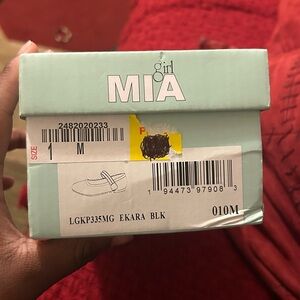 girl
MIA
2482020233
SIZE
1 M
P
1 94473 97908 3
LGKP335MG EKARA BLK 010M